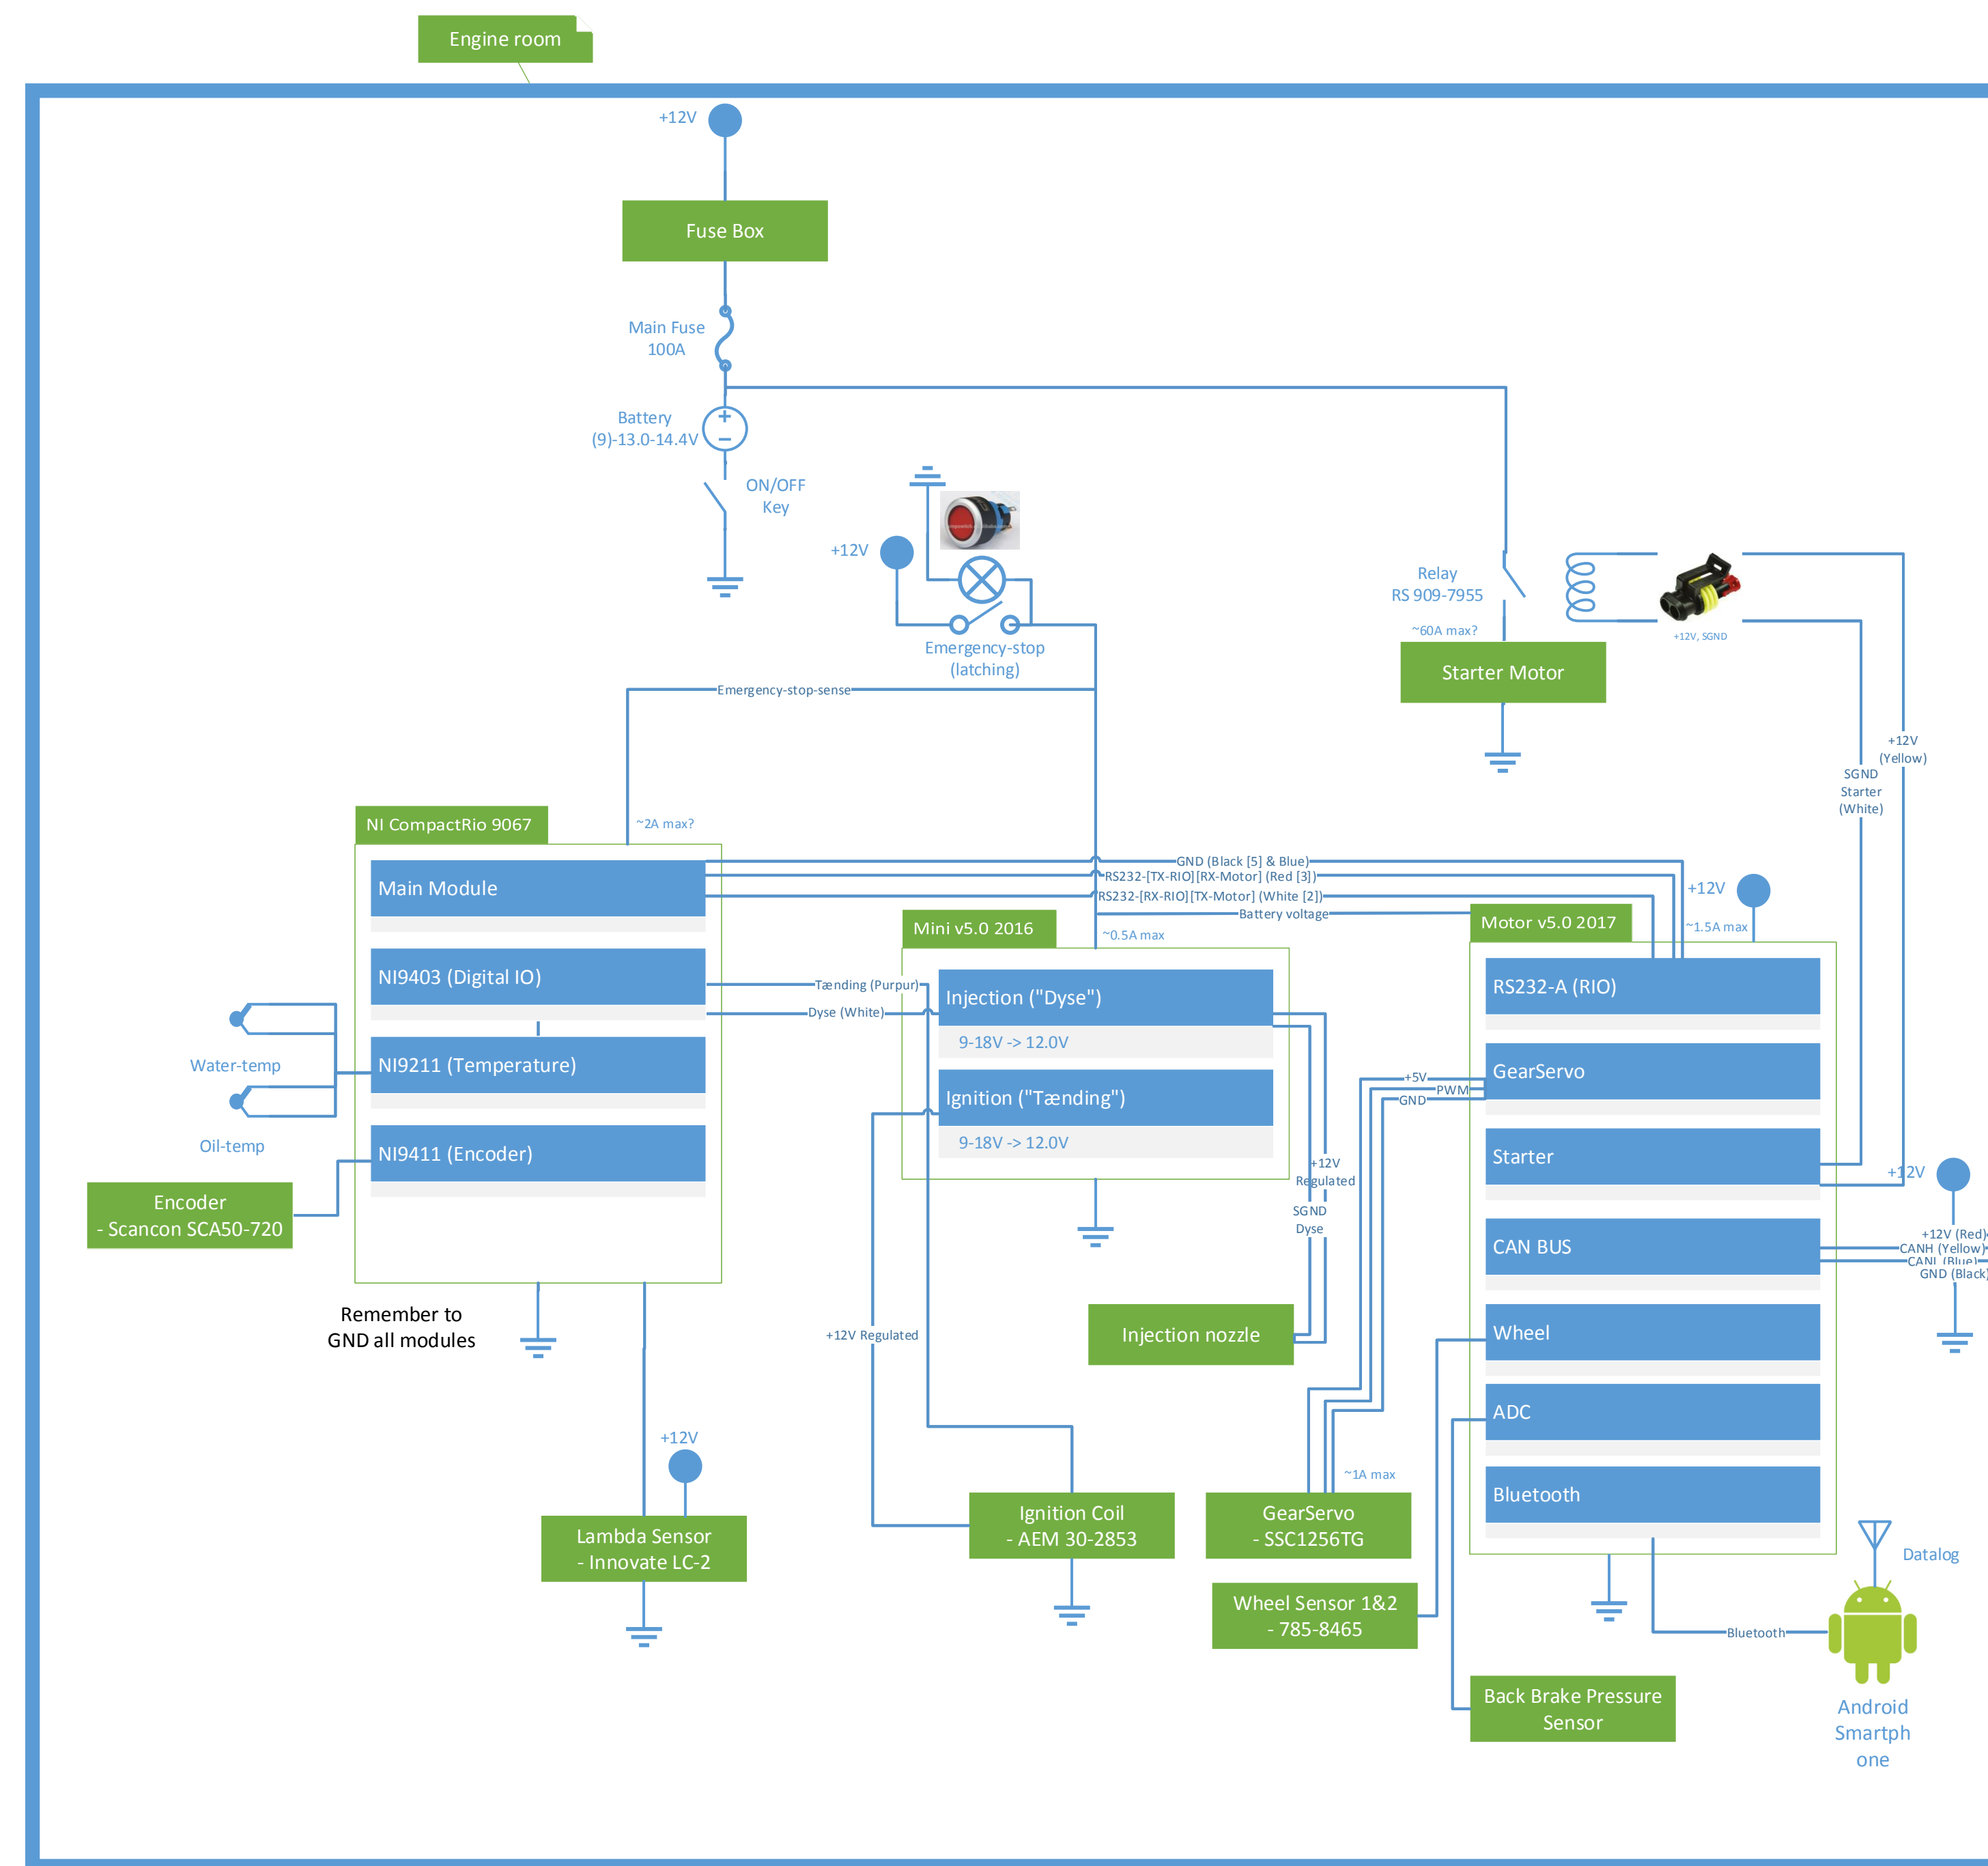 Engine room
+12V
Fuse Box
Main Fuse
100A
Battery
(9)-13.0-14.4V
ON/OFF
Key
+12V
Emergency-stop
(latching)
Relay
RS 909-7955
~60A max?
+12V, SGND
Starter Motor
Emergency-stop-sense
+12V
(Yellow)
SGND
Starter
(White)
NI CompactRio 9067
~2A max?
Main Module
GND (Black [5] & Blue)
RS232-[TX-RIO][RX-Motor] (Red [3])
RS232-[RX-RIO][TX-Motor] (White [2])
Battery voltage
+12V
~1.5A max
Mini v5.0 2016
~0.5A max
Motor v5.0 2017
NI9403 (Digital IO)
Tænding (Purpur)
Dyse (White)
Injection ("Dyse")
9-18V -> 12.0V
RS232-A (RIO)
Water-temp
NI9211 (Temperature)
Ignition ("Tænding")
9-18V -> 12.0V
+5V
PWM
GND
GearServo
Oil-temp
NI9411 (Encoder)
Starter
+12V
Regulated
+12V
Encoder
- Scancon SCA50-720
SGND
Dyse
CAN BUS
+12V (Red)
CANH (Yellow)
CANL (Blue)
GND (Black)
Remember to
GND all modules
+12V Regulated
Injection nozzle
Wheel
ADC
+12V
~1A max
Bluetooth
Lambda Sensor
- Innovate LC-2
Ignition Coil
- AEM 30-2853
GearServo
- SSC1256TG
Datalog
Wheel Sensor 1&2
- 785-8465
Bluetooth
Back Brake Pressure
Sensor
Android
Smartph
one